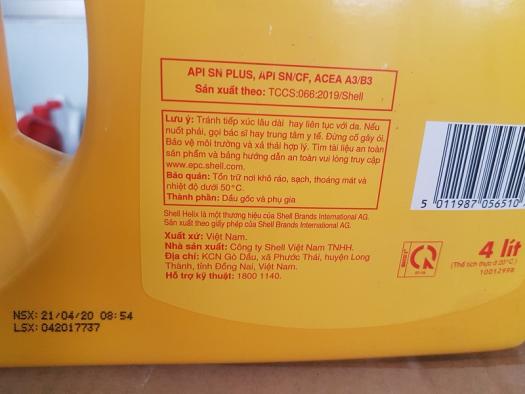 API SN PLUS, API SN/CF, ACEA A3/B3
Sản xuất theo: TCCS:066:2019/Shell
Lưu ý: Tránh tiếp xúc lâu dài hay liên tục với da. Nếu
nuốt phải, gọi bác sĩ hay trung tâm y tế. Đừng cố gây ói.
Bảo vệ môi trường và xả thải hợp lý. Tìm tài liệu an toàn
sản phẩm và bảng hướng dẫn an toàn vui lòng truy cập
www.epc.shell.com.
Bảo quản: Tồn trữ nơi khô ráo, sạch, thoáng mát và
nhiệt độ dưới 50°C.
Thành phần: Dầu gốc và phụ gia
Shell Helix là một thương hiệu của Shell Brands International AG.
Sản xuất theo giấy phép của Shell Brands International AG.
Xuất xứ: Việt Nam.
Nhà sản xuất: Công ty Shell Việt Nam TNHH.
Địa chỉ: KCN Gò Dầu, xã Phước Thái, huyện Long
Thành, tỉnh Đồng Nai, Việt Nam.
Hỗ trợ kỹ thuật: 1800 1140.
5 011987 056510
4 lít
(Thể tích thực ở 20°C)
10012998
NSX: 21/04/20 08:54
LSX: 042017737